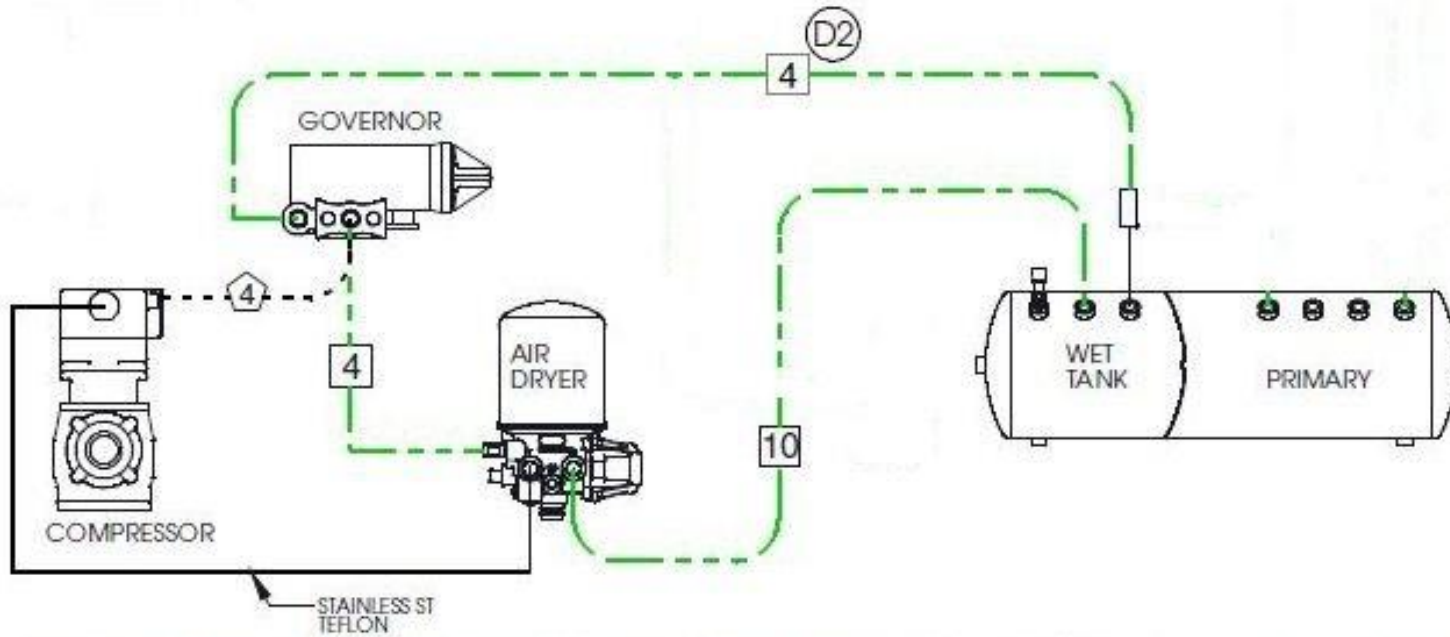 D2
4
GOVERNOR
4
4
AIR
DRYER
WET
TANK
PRIMARY
10
COMPRESSOR
STAINLESS ST
TEFLON